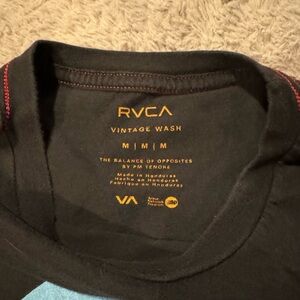 RVCA
VINTAGE WASH
M | M | M
THE BALANCE OF OPPOSITES
BY PM TENORE
Made in Honduras
Hecho en Honduras
Fabriqué en Honduras
VA